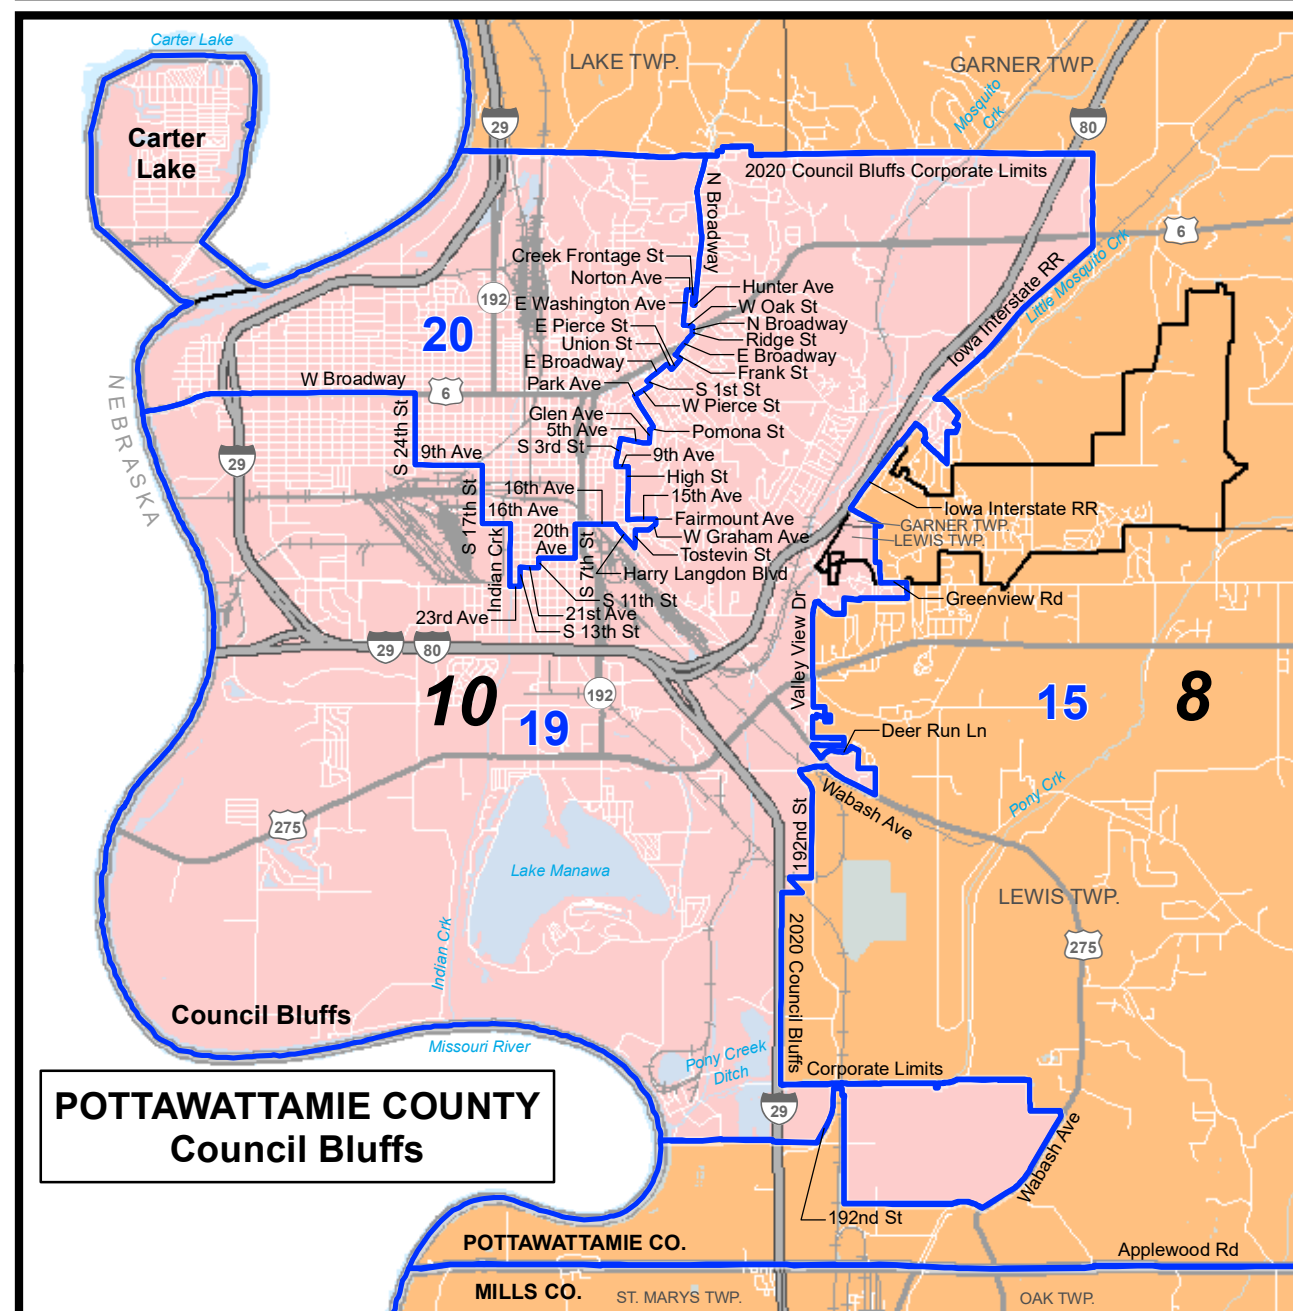 Carter Lake
LAKE TWP.
GARNER TWP.
Mosquito
Crk
29
80
Carter
Lake
2020 Council Bluffs Corporate Limits
N Broadway
6
Creek Frontage St
Norton Ave
Hunter Ave
192
E Washington Ave
W Oak St
Little Mosquito Crk
Iowa Interstate RR
20
E Pierce St
N Broadway
Union St
Ridge St
E Broadway
E Broadway
Frank St
W Broadway
6
Park Ave
S 1st St
W Pierce St
NEBRASKA
S 24th St
Glen Ave
5th Ave
Pomona St
S 3rd St
29
9th Ave
9th Ave
High St
16th Ave
15th Ave
S 17th St
16th Ave
Iowa Interstate RR
Fairmount Ave
GARNER TWP.
20th
Ave
W Graham Ave
LEWIS TWP.
Indian Crk
S 7th St
Tostevin St
Harry Langdon Blvd
S 11th St
Greenview Rd
23rd Ave
21st Ave
S 13th St
29
80
Valley View Dr
10
192
19
15
8
Deer Run Ln
Wabash Ave
Pony Crk
275
192nd St
Lake Manawa
LEWIS TWP.
Indian Crk
2020 Council Bluffs
275
Council Bluffs
Missouri River
Pony Creek
Ditch
Corporate Limits
29
POTTAWATTAMIE COUNTY
Council Bluffs
Wabash Ave
192nd St
POTTAWATTAMIE CO.
Applewood Rd
MILLS CO.
ST. MARYS TWP.
OAK TWP.